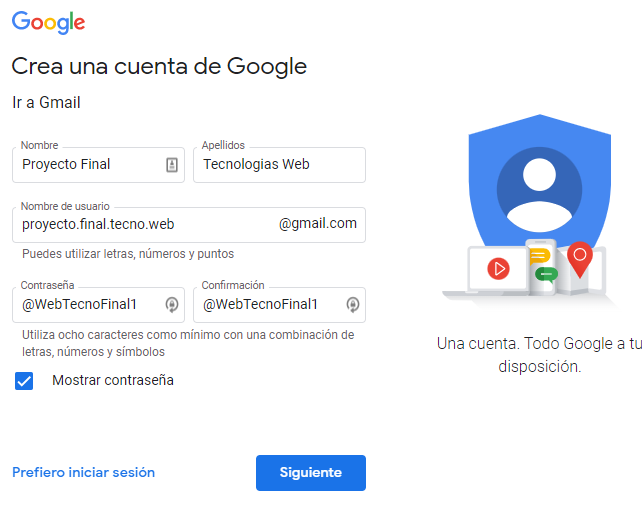 Google
Crea una cuenta de Google
Ir a Gmail
Nombre
Proyecto Final
Apellidos
Tecnologias Web
Nombre de usuario
proyecto.final.tecno.web
@gmail.com
Puedes utilizar letras, números y puntos
Contraseña
@WebTecnoFinal1
Confirmación
@WebTecnoFinal1
Utiliza ocho caracteres como mínimo con una combinación de
letras, números y símbolos
Mostrar contraseña
Prefiero iniciar sesión
Siguiente
Una cuenta. Todo Google a tu
disposición.